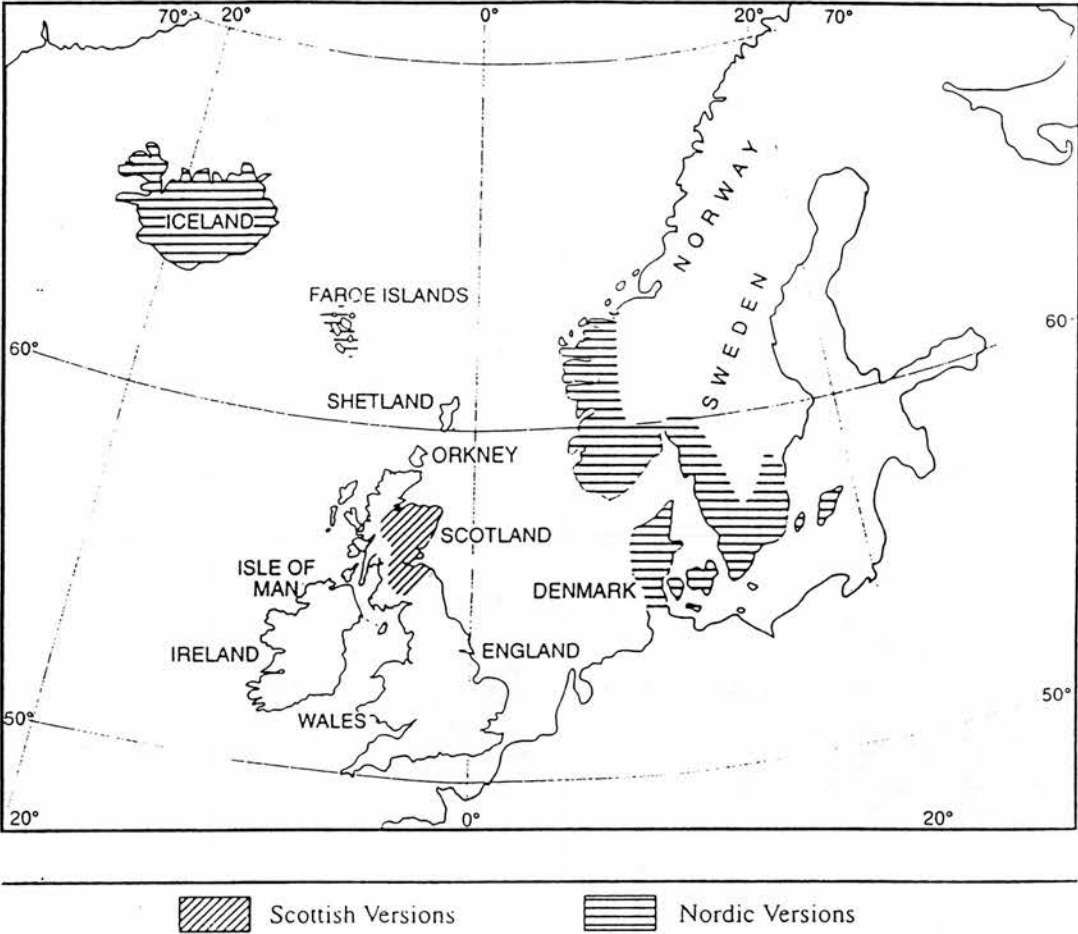 70° 20° 0° 20° 70°
ICELAND
FAROE ISLANDS
NORWAY
SWEDEN
60
60°
SHETLAND
ORKNEY
SCOTLAND
ISLE OF
MAN
DENMARK
IRELAND
ENGLAND
50°
WALES
50°
20° 0° 20°
Scottish Versions Nordic Versions